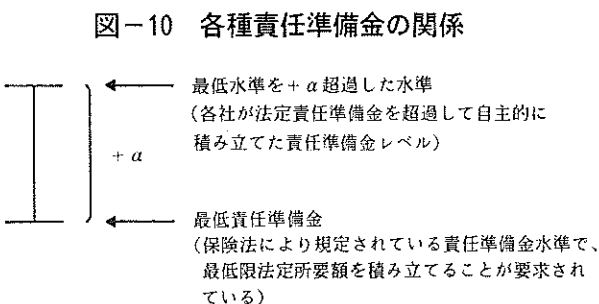 図－10 各種責任準備金の関係
最低水準を＋α超過した水準
（各社が法定責任準備金を超過して自主的に
積み立てた責任準備金レベル）
＋α
最低責任準備金
（保険法により規定されている責任準備金水準で、
最低限法定所要額を積み立てることが要求され
ている）